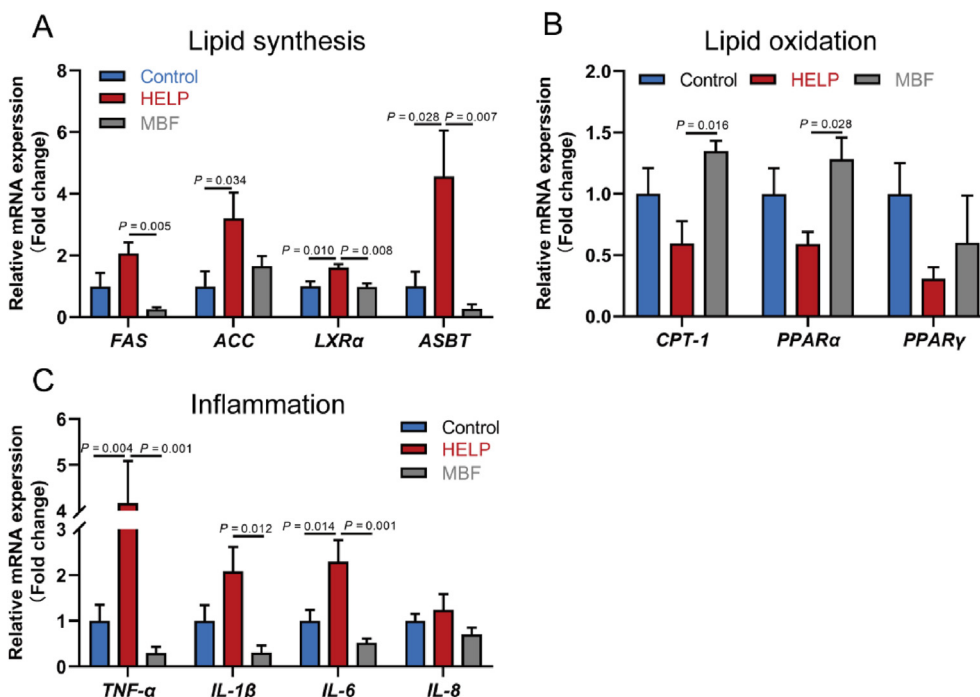 A
Lipid synthesis
Relative mRNA experssion
(Fold change)
8
6
4
2
0
Control
HELP
MBF
P = 0.005
P = 0.034
P = 0.010
P = 0.008
P = 0.028
P = 0.007
FAS
ACC
LXRα
ASBT
B
Lipid oxidation
Relative mRNA experssion
(Fold change)
2.0
1.5
1.0
0.5
0.0
Control
HELP
MBF
P = 0.016
P = 0.028
CPT-1
PPARα
PPARγ
C
Inflammation
Relative mRNA experssion
(Fold change)
6
5
4
3
2
1
0
Control
HELP
MBF
P = 0.004
P = 0.001
P = 0.012
P = 0.014
P = 0.001
TNF-α
IL-1β
IL-6
IL-8